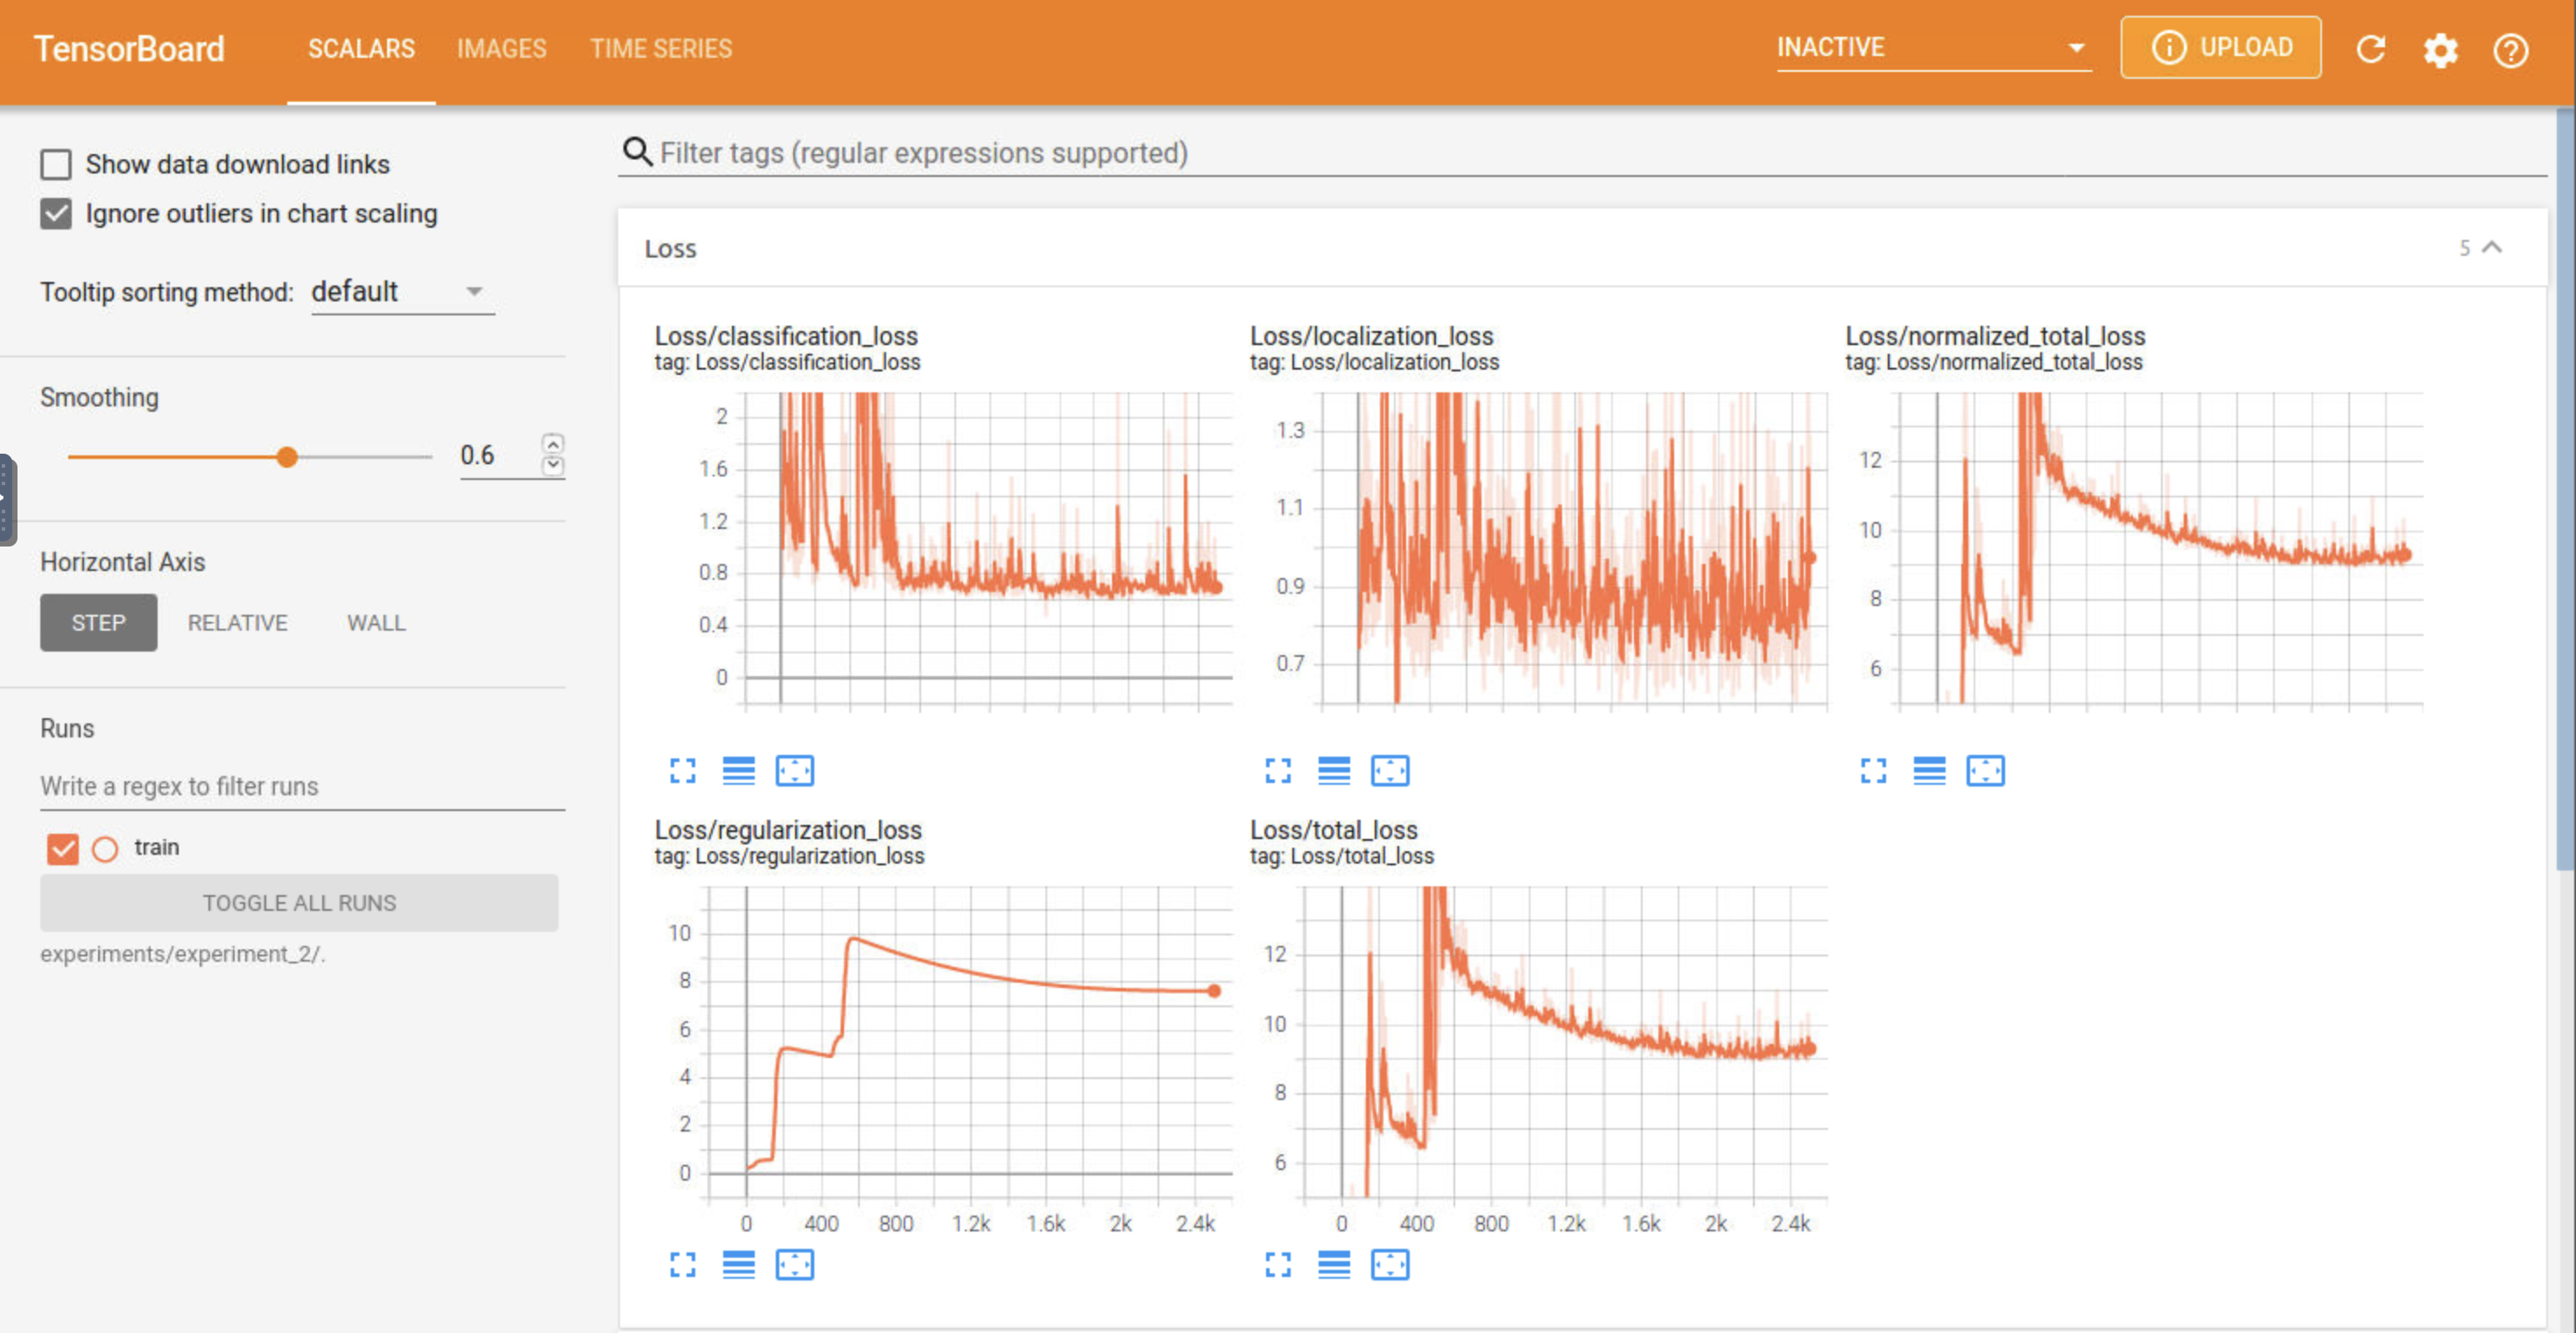 TensorBoard SCALARS IMAGES TIME SERIES INACTIVE UPLOAD
Show data download links
Ignore outliers in chart scaling
Tooltip sorting method: default
Smoothing
0.6
Horizontal Axis
STEP RELATIVE WALL
Runs
Write a regex to filter runs
train
TOGGLE ALL RUNS
experiments/experiment_2/.
Filter tags (regular expressions supported)
Loss 5
Loss/classification_loss
tag: Loss/classification_loss
2
1.6
1.2
0.8
0.4
0
Loss/localization_loss
tag: Loss/localization_loss
1.3
1.1
0.9
0.7
Loss/normalized_total_loss
tag: Loss/normalized_total_loss
12
10
8
6
Loss/regularization_loss
tag: Loss/regularization_loss
10
8
6
4
2
0
0 400 800 1.2k 1.6k 2k 2.4k
Loss/total_loss
tag: Loss/total_loss
12
10
8
6
0 400 800 1.2k 1.6k 2k 2.4k